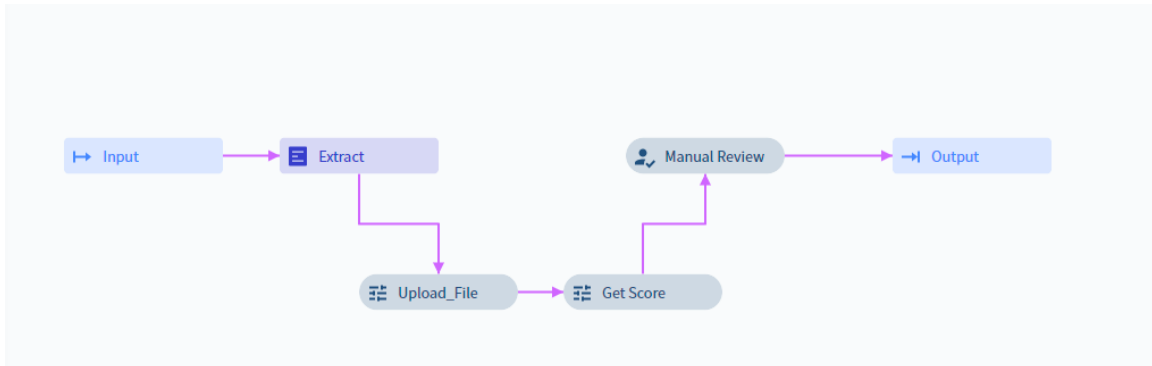 Input
Extract
Manual Review
Output
Upload_File
Get Score